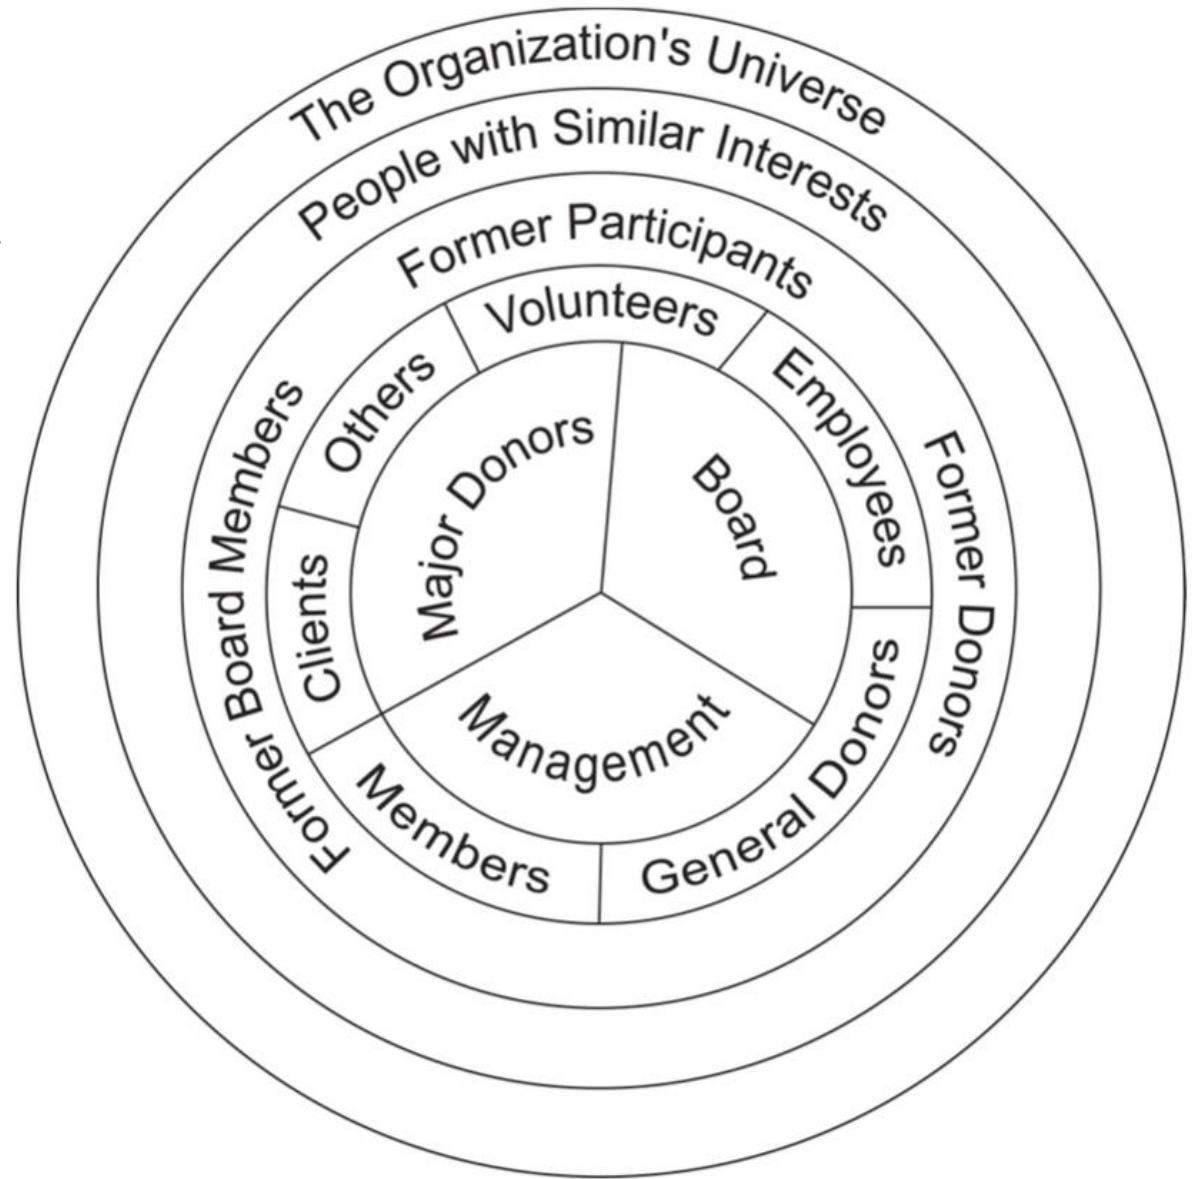 The Organization's Universe
People with Similar Interests
Former Participants
Former Board Members
Former Donors
Volunteers
Others
Employees
Clients
Members
General Donors
Major Donors
Board
Management